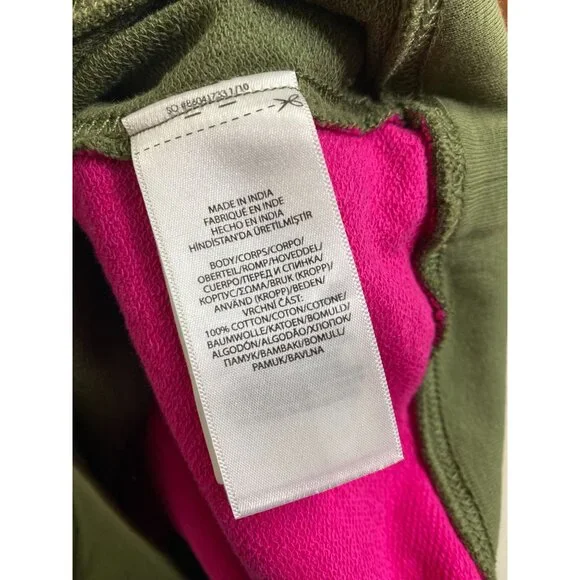 MADE IN INDIA
FABRIQUÉ EN INDE
HECHO EN INDIA
HİNDİSTAN'DA ÜRETİLMİŞTİR
BODY/CORPS/CORPO/
OBERTEIL/ROMP/HOVEDDEL/
CUERPO/ПЕРЕД И СПИНКА/
KOPΠYC/ΣΩMA/BRUK (KROPP)/
ANVÄND (KROPP)/BEDEN/
VRCHNÍ ČÁST:
100% COTTON/COTON/COTONE/
BAUMWOLLE/KATOEN/BOMULD/
ALGODÓN/ALGODÃO/ХЛОПОК/
ПАМУК/ΒΑΜΒΑΚΙ/BOMULL/
PAMUK/BAVLNA